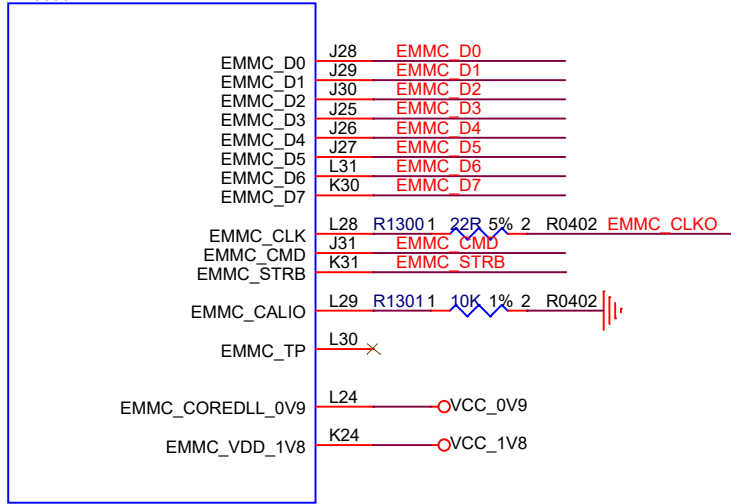 EMMC_D0 J28 EMMC_D0
EMMC_D1 J29 EMMC_D1
EMMC_D2 J30 EMMC_D2
EMMC_D3 J25 EMMC_D3
EMMC_D4 J26 EMMC_D4
EMMC_D5 J27 EMMC_D5
EMMC_D6 L31 EMMC_D6
EMMC_D7 K30 EMMC_D7
EMMC_CLK L28 R1300 1 22R 5% 2 R0402 EMMC_CLKO
EMMC_CMD J31 EMMC_CMD
EMMC_STRB K31 EMMC_STRB
EMMC_CALIO L29 R1301 1 10K 1% 2 R0402
EMMC_TP L30
EMMC_COREDLL_0V9 L24 VCC_0V9
EMMC_VDD_1V8 K24 VCC_1V8